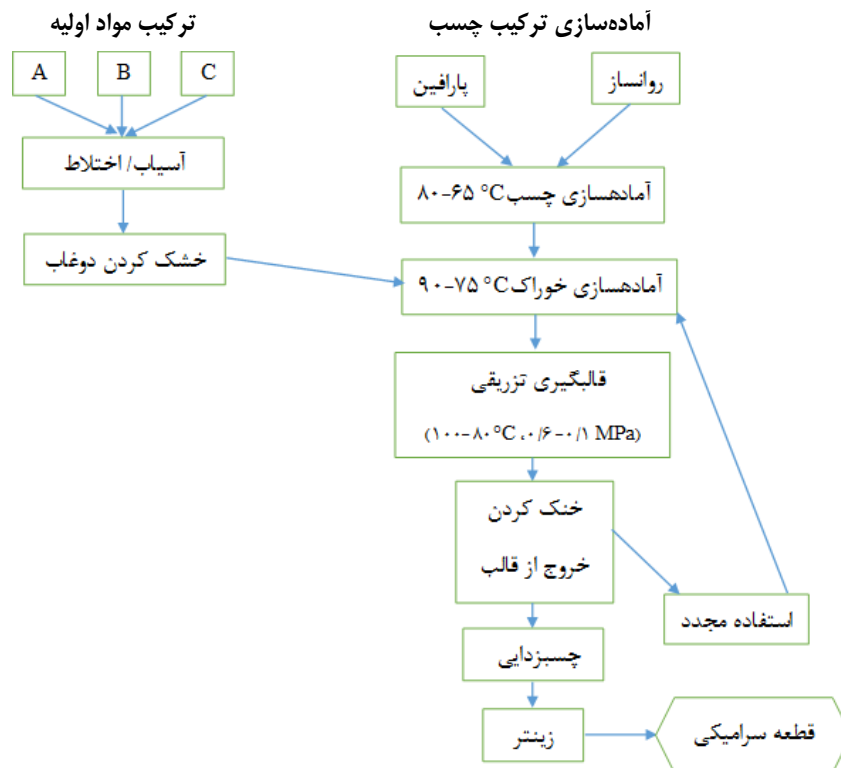 ترکیب مواد اولیه
آماده‌سازی ترکیب چسب
A
B
C
پارافین
روانساز
آسیاب/ اختلاط
آمادهسازی چسب ۶۵-۸۰ °C
خشک کردن دوغاب
آمادهسازی خوراک ۷۵-۹۰ °C
قالبگیری تزریقی
(۸۰-۱۰۰ °C ،۰/۶-۰/۱ MPa)
خنک کردن
خروج از قالب
استفاده مجدد
چسبزدایی
زینتر
قطعه سرامیکی